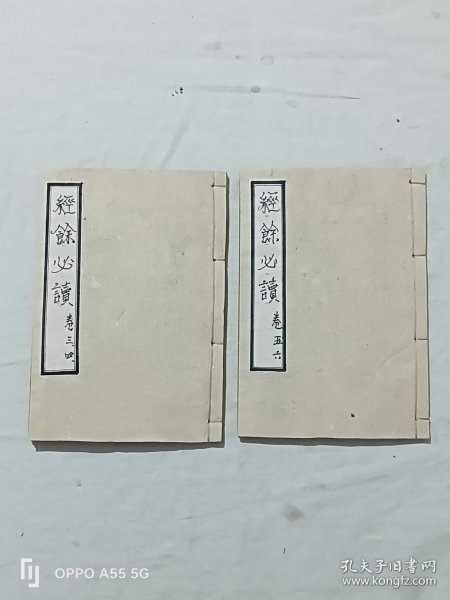 經餘必讀
卷三、四、
經餘必讀
卷五六
OPPO A55 5G
孔夫子旧书网
www.kongfz.com